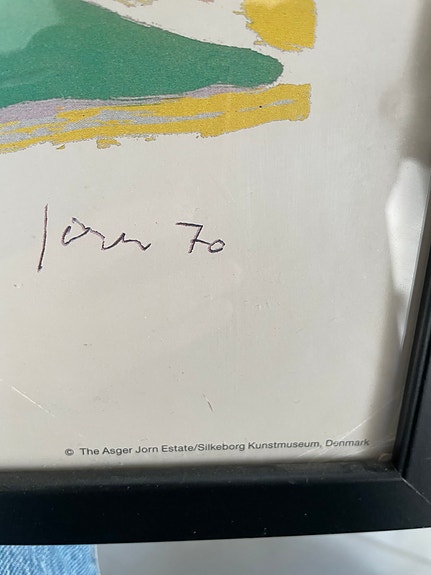 Jorn 70
© The Asger Jorn Estate/Silkeborg Kunstmuseum, Denmark